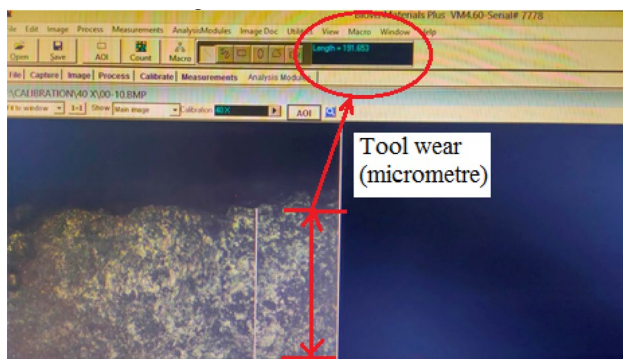 Materials Plus VM4.60-Serial# 7778
File Edit Image Process Measurements AnalysisModules Image Doc Utilities View Macro Window Help
Open Save AOI Count Macro Length = 191.653
File Capture Image Process Calibrate Measurements Analysis Modules
\CALIBRATION\40 X\00-10.BMP
to window 1-1 Show Main image Calibration 40 X AOI
Tool wear
(micrometre)